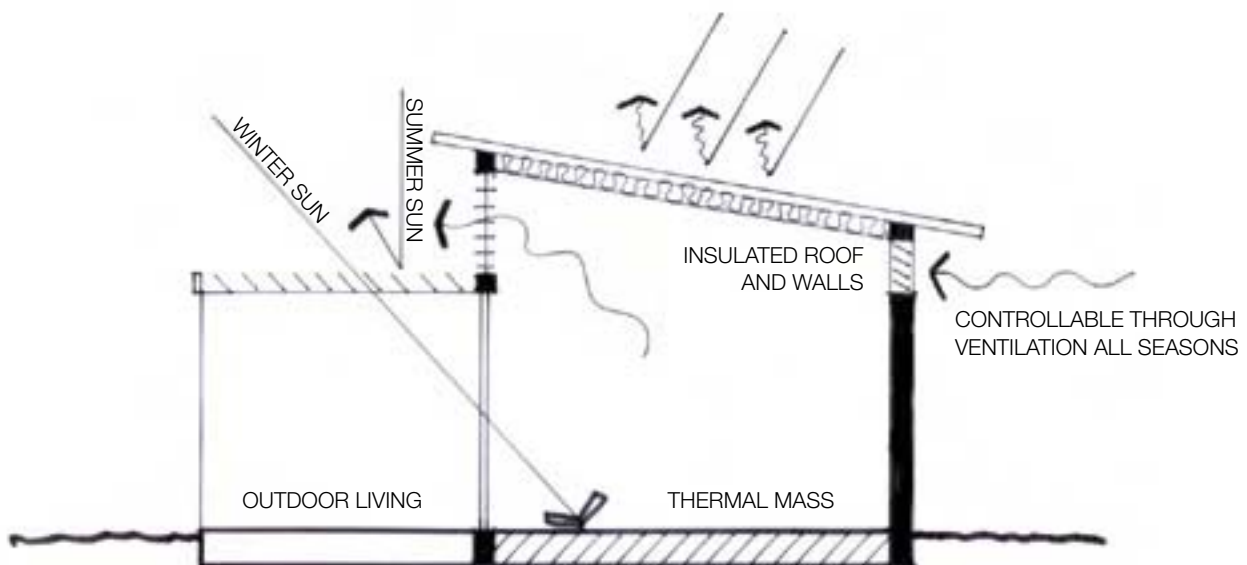 WINTER SUN
SUMMER SUN
INSULATED ROOF
AND WALLS
CONTROLLABLE THROUGH
VENTILATION ALL SEASONS
OUTDOOR LIVING
THERMAL MASS